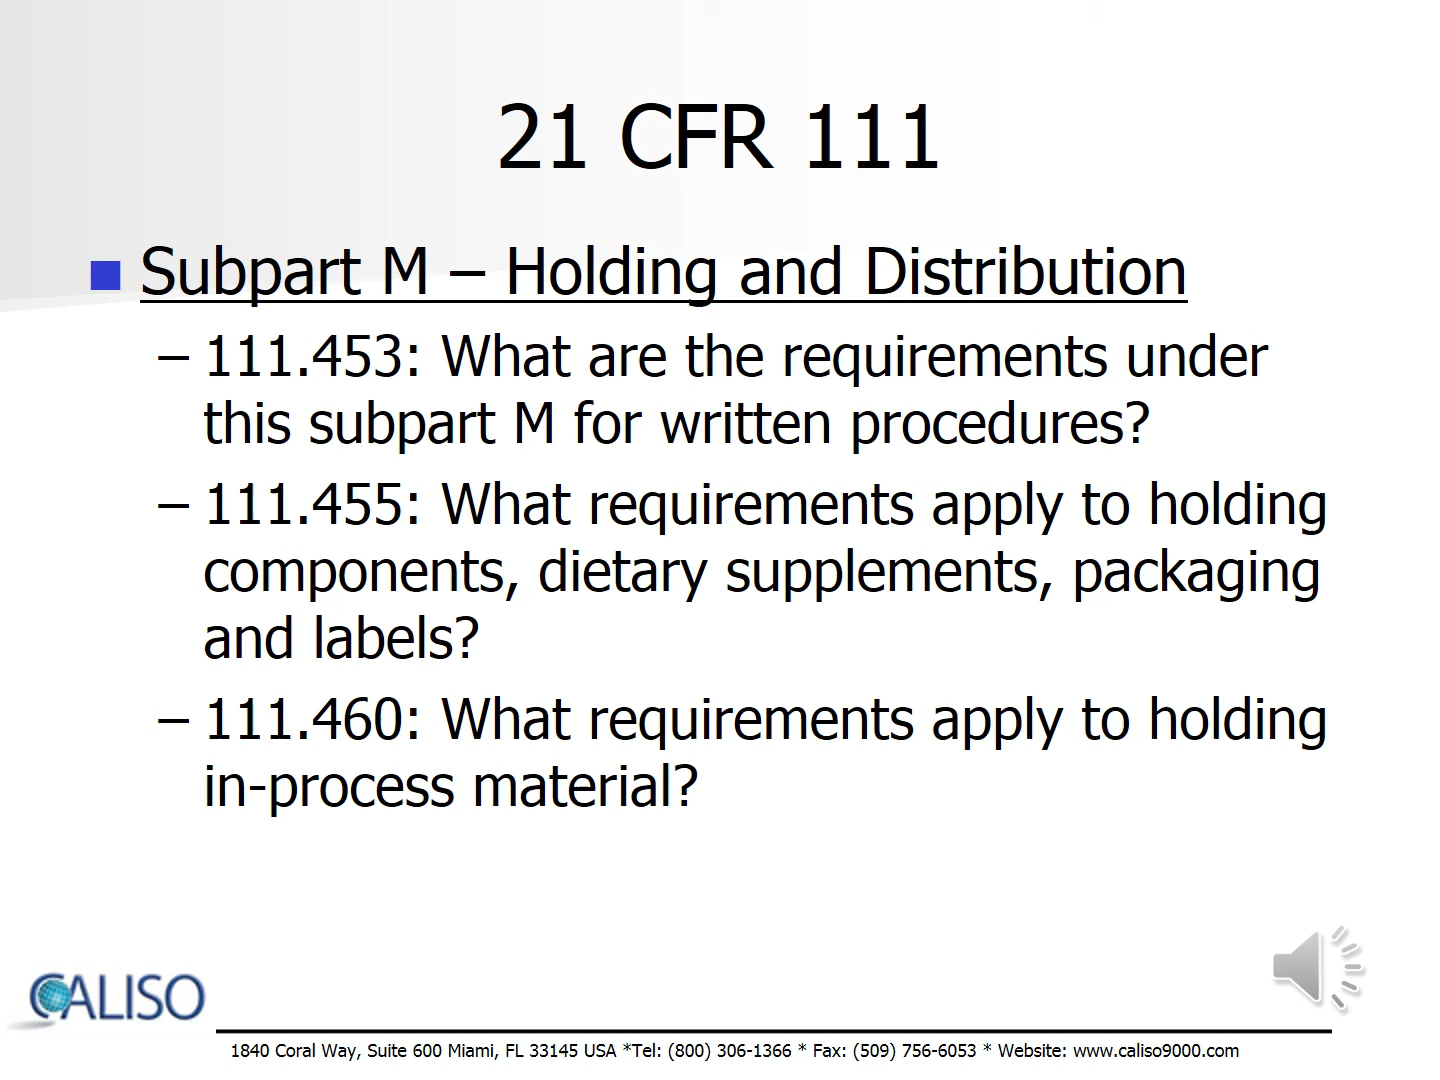 21 CFR 111
Subpart M – Holding and Distribution
– 111.453: What are the requirements under
this subpart M for written procedures?
– 111.455: What requirements apply to holding
components, dietary supplements, packaging
and labels?
– 111.460: What requirements apply to holding
in-process material?
CALISO
1840 Coral Way, Suite 600 Miami, FL 33145 USA *Tel: (800) 306-1366 * Fax: (509) 756-6053 * Website: www.caliso9000.com